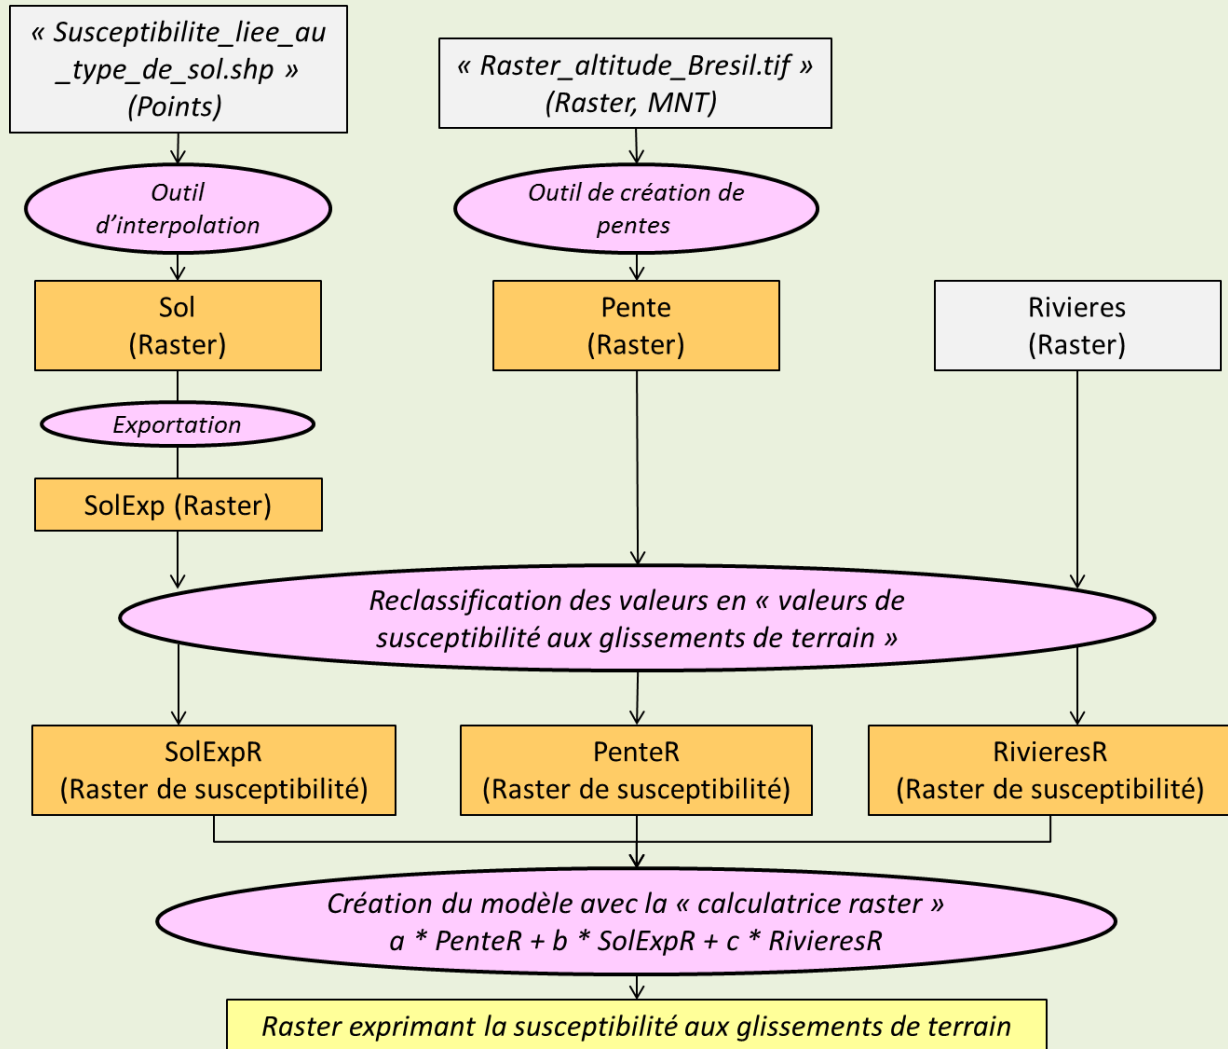 « Susceptibilite_liee_au
_type_de_sol.shp »
(Points)
« Raster_altitude_Bresil.tif »
(Raster, MNT)
Outil
d’interpolation
Outil de création de
pentes
Sol
(Raster)
Pente
(Raster)
Rivieres
(Raster)
Exportation
SolExp (Raster)
Reclassification des valeurs en « valeurs de
susceptibilité aux glissements de terrain »
SolExpR
(Raster de susceptibilité)
PenteR
(Raster de susceptibilité)
RivieresR
(Raster de susceptibilité)
Création du modèle avec la « calculatrice raster »
a * PenteR + b * SolExpR + c * RivieresR
Raster exprimant la susceptibilité aux glissements de terrain